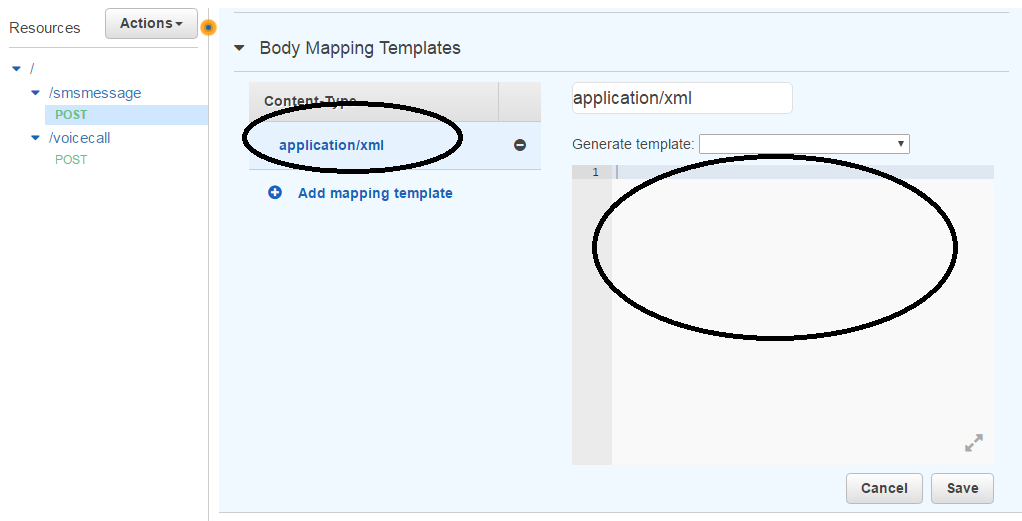 Resources
Actions
/
/smsmessage
POST
/voicecall
POST
Body Mapping Templates
Content-Type
application/xml
Add mapping template
application/xml
Generate template:
1
Cancel
Save